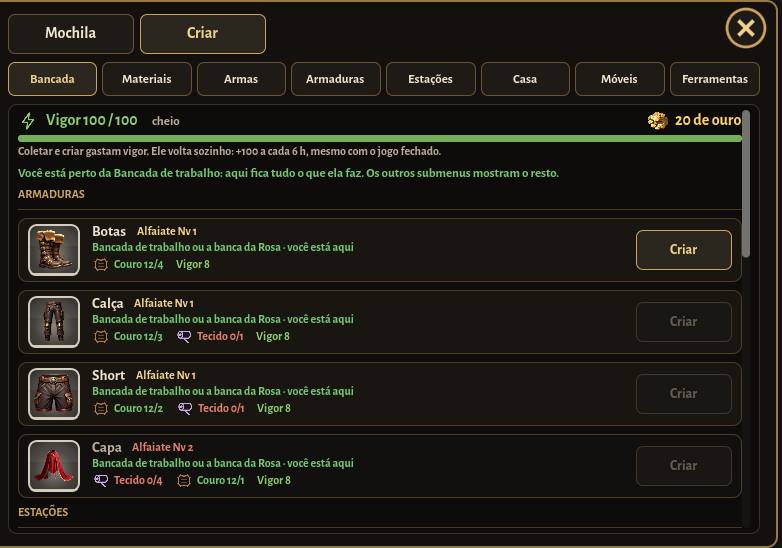 Mochila Criar
Bancada Materiais Armas Armaduras Estações Casa Móveis Ferramentas
Vigor 100 / 100 cheio 20 de ouro
Coletar e criar gastam vigor. Ele volta sozinho: +100 a cada 6 h, mesmo com o jogo fechado.
Você está perto da Bancada de trabalho: aqui fica tudo o que ela faz. Os outros submenus mostram o resto.
ARMADURAS
Botas Alfaiate Nv 1
Bancada de trabalho ou a banca da Rosa · você está aqui
Couro 12/4 Vigor 8
Criar
Calça Alfaiate Nv 1
Bancada de trabalho ou a banca da Rosa · você está aqui
Couro 12/3 Tecido 0/1 Vigor 8
Criar
Short Alfaiate Nv 1
Bancada de trabalho ou a banca da Rosa · você está aqui
Couro 12/2 Tecido 0/1 Vigor 8
Criar
Capa Alfaiate Nv 2
Bancada de trabalho ou a banca da Rosa · você está aqui
Tecido 0/4 Couro 12/1 Vigor 8
Criar
ESTAÇÕES